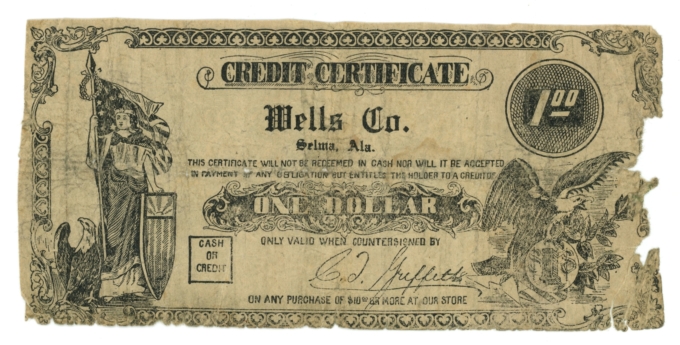 CREDIT CERTIFICATE
1.00
Wells Co.
Selma, Ala.
THIS CERTIFICATE WILL NOT BE REDEEMED IN CASH NOR WILL IT BE ACCEPTED
IN PAYMENT OF ANY OBLIGATION BUT ENTITLES THE HOLDER TO A CREDIT OF
ONE DOLLAR
CASH
OR
CREDIT
ONLY VALID WHEN COUNTERSIGNED BY
$1
ON ANY PURCHASE OF $10.00 OR MORE AT OUR STORE